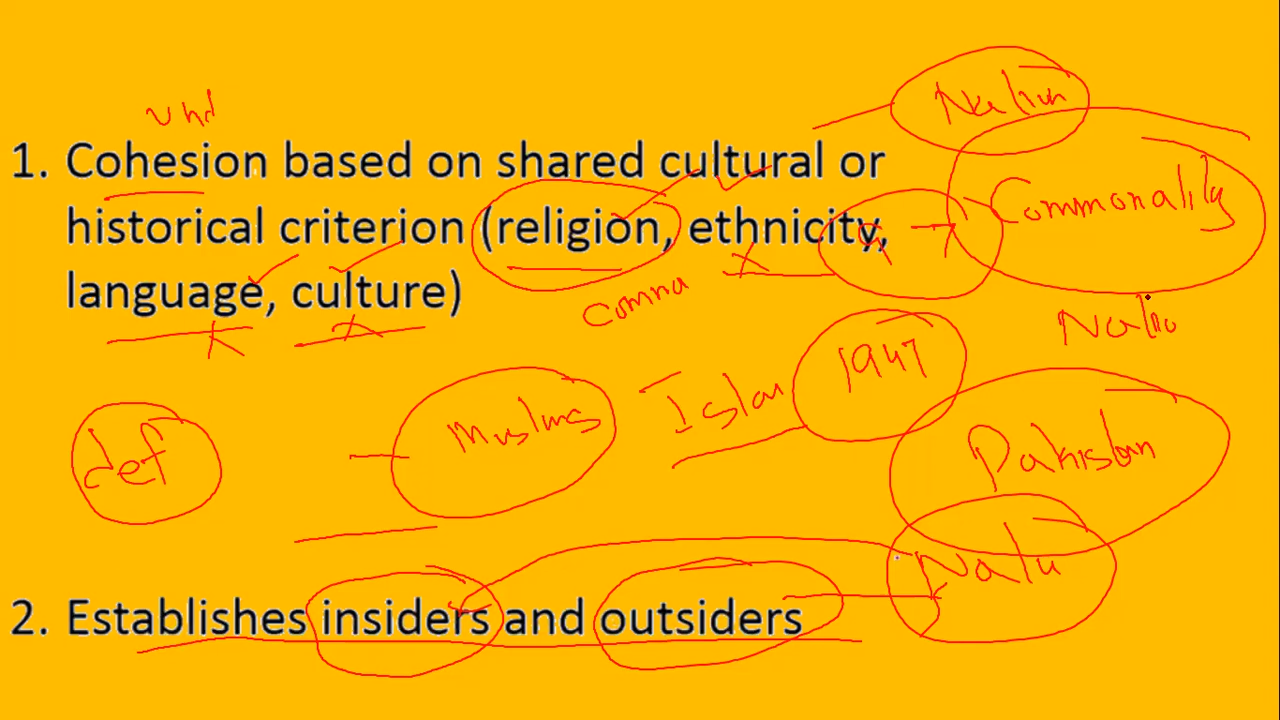 Nation
1. Cohesion based on shared cultural or
Commonality
historical criterion (religion, ethnicity,
language, culture)
1947
Pakistan
Muslims
def
2. Establishes insiders and outsiders